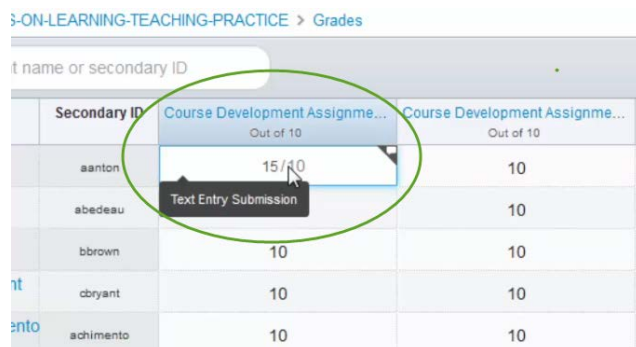 S-ON-LEARNING-TEACHING-PRACTICE > Grades
t name or secondary ID
Secondary ID Course Development Assignme... Course Development Assignme...
Out of 10 Out of 10
aanton 15/10 10
Text Entry Submission
abedeau 10
bbrown 10 10
nt cbryant 10 10
ento achimento 10 10